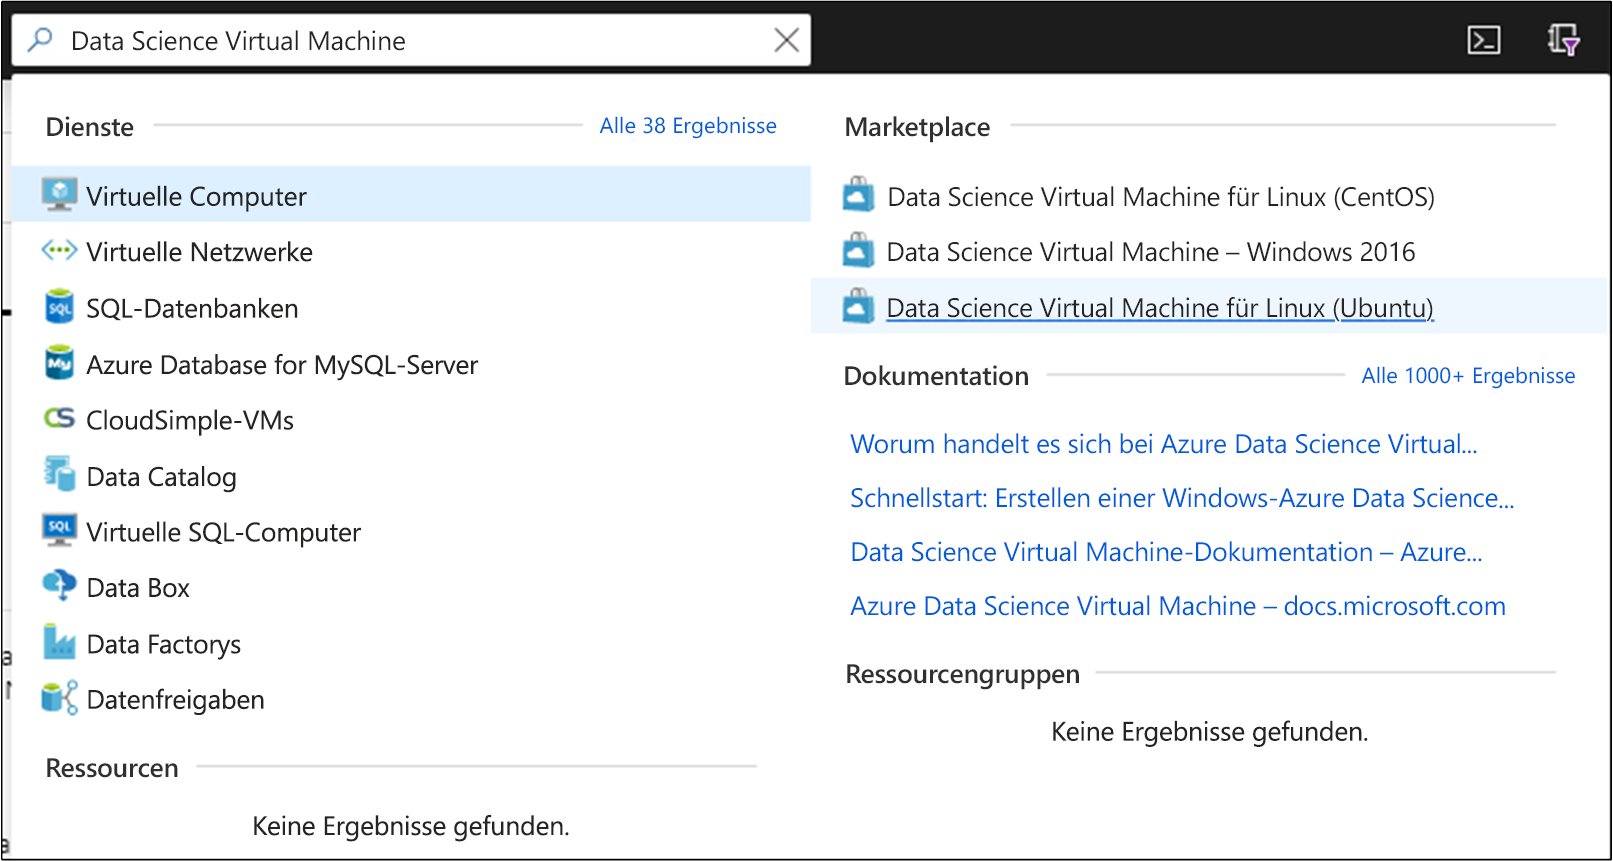 Data Science Virtual Machine
Dienste
Alle 38 Ergebnisse
Virtuelle Computer
Virtuelle Netzwerke
SQL
SQL-Datenbanken
My
Azure Database for MySQL-Server
CS
CloudSimple-VMs
Data Catalog
SQL
Virtuelle SQL-Computer
Data Box
Data Factorys
Datenfreigaben
Ressourcen
Keine Ergebnisse gefunden.
Marketplace
Data Science Virtual Machine für Linux (CentOS)
Data Science Virtual Machine – Windows 2016
Data Science Virtual Machine für Linux (Ubuntu)
Dokumentation
Alle 1000+ Ergebnisse
Worum handelt es sich bei Azure Data Science Virtual...
Schnellstart: Erstellen einer Windows-Azure Data Science...
Data Science Virtual Machine-Dokumentation – Azure...
Azure Data Science Virtual Machine – docs.microsoft.com
Ressourcengruppen
Keine Ergebnisse gefunden.